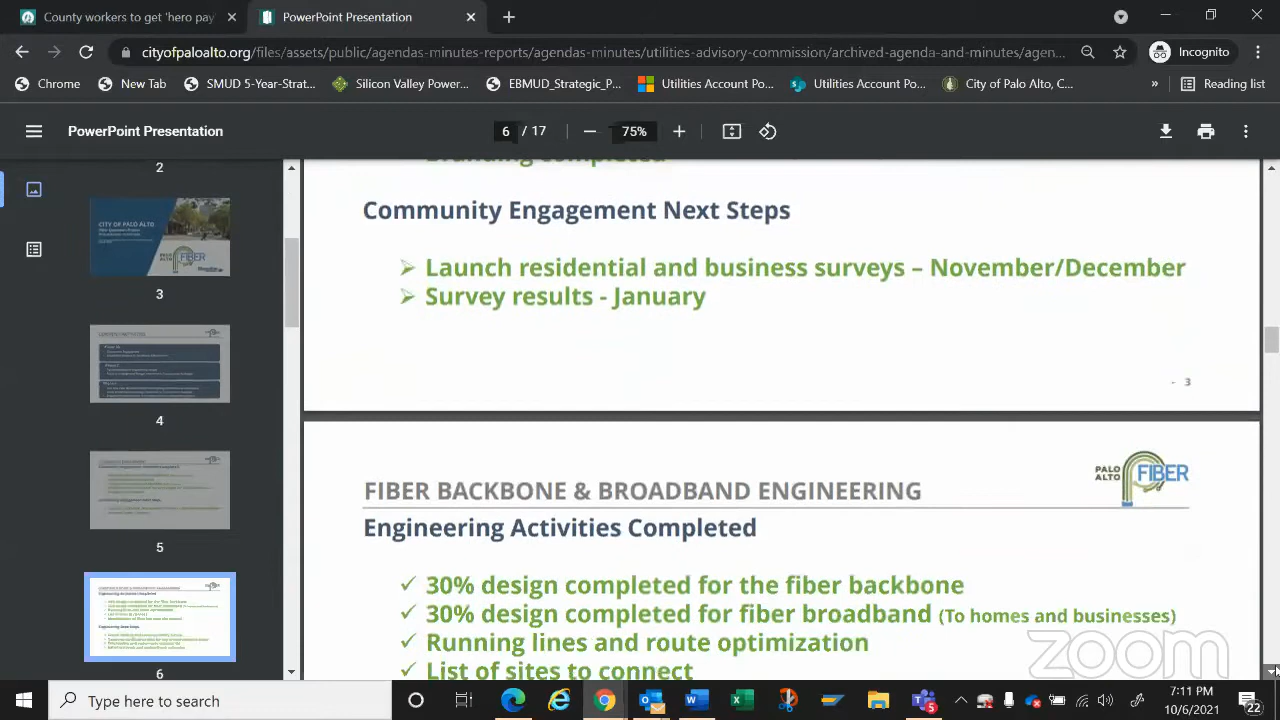 County workers to get 'hero pay
PowerPoint Presentation
cityofpaloalto.org/files/assets/public/agendas-minutes-reports/agendas-minutes/utilities-advisory-commission/archived-agenda-and-minutes/agen...
Incognito
Chrome
New Tab
SMUD 5-Year-Strat...
Silicon Valley Power...
EBMUD_Strategic_P...
Utilities Account Po...
Utilities Account Po...
City of Palo Alto, C...
»
Reading list
PowerPoint Presentation
6 / 17
75%
2
PALO ALTO
FIBER
3
4
5
6
Branding completed
Community Engagement Next Steps
Launch residential and business surveys – November/December
Survey results - January
3
PALO ALTO FIBER
FIBER BACKBONE & BROADBAND ENGINEERING
Engineering Activities Completed
30% design completed for the fiber backbone
30% design completed for fiber broadband (To homes and businesses)
Running lines and route optimization
List of sites to connect
zoom
Type here to search
5
7:11 PM
10/6/2021
22